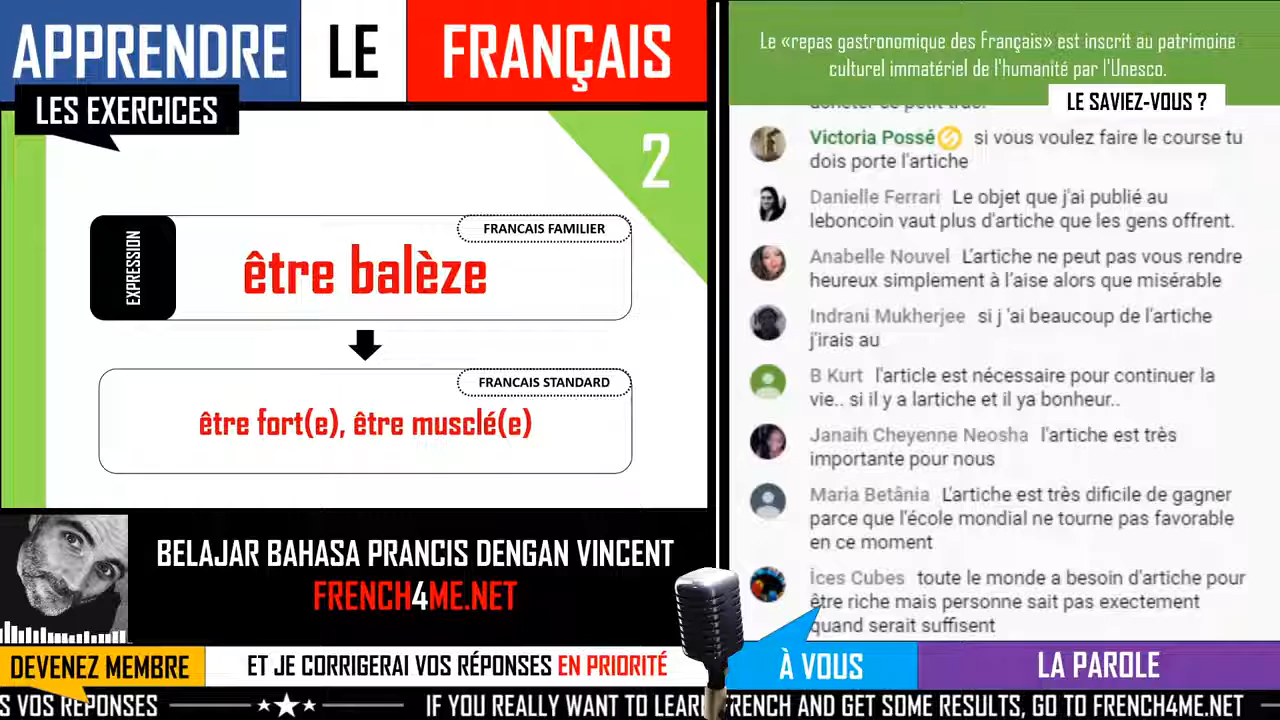 APPRENDRE LE FRANÇAIS
LES EXERCICES
2
EXPRESSION
FRANCAIS FAMILIER
être balèze
FRANCAIS STANDARD
être fort(e), être musclé(e)
BELAJAR BAHASA PRANCIS DENGAN VINCENT
FRENCH4ME.NET
DEVENEZ MEMBRE
ET JE CORRIGERAI VOS RÉPONSES EN PRIORITÉ
Le «repas gastronomique des Français» est inscrit au patrimoine
culturel immatériel de l'humanité par l'Unesco.
LE SAVIEZ-VOUS ?
Victoria Possé si vous voulez faire le course tu
dois porte l'artiche
Danielle Ferrari Le objet que j'ai publié au
leboncoin vaut plus d'artiche que les gens offrent.
Anabelle Nouvel L'artiche ne peut pas vous rendre
heureux simplement à l'aise alors que misérable
Indrani Mukherjee si j 'ai beaucoup de l'artiche
j'irais au
B Kurt l'article est nécessaire pour continuer la
vie.. si il y a lartiche et il ya bonheur..
Janaih Cheyenne Neosha l'artiche est très
importante pour nous
Maria Betânia L'artiche est très dificile de gagner
parce que l'école mondial ne tourne pas favorable
en ce moment
İces Cubes toute le monde a besoin d'artiche pour
être riche mais personne sait pas exectement
quand serait suffisent
À VOUS
LA PAROLE
S VOS RÉPONSES
IF YOU REALLY WANT TO LEARN FRENCH AND GET SOME RESULTS, GO TO FRENCH4ME.NET